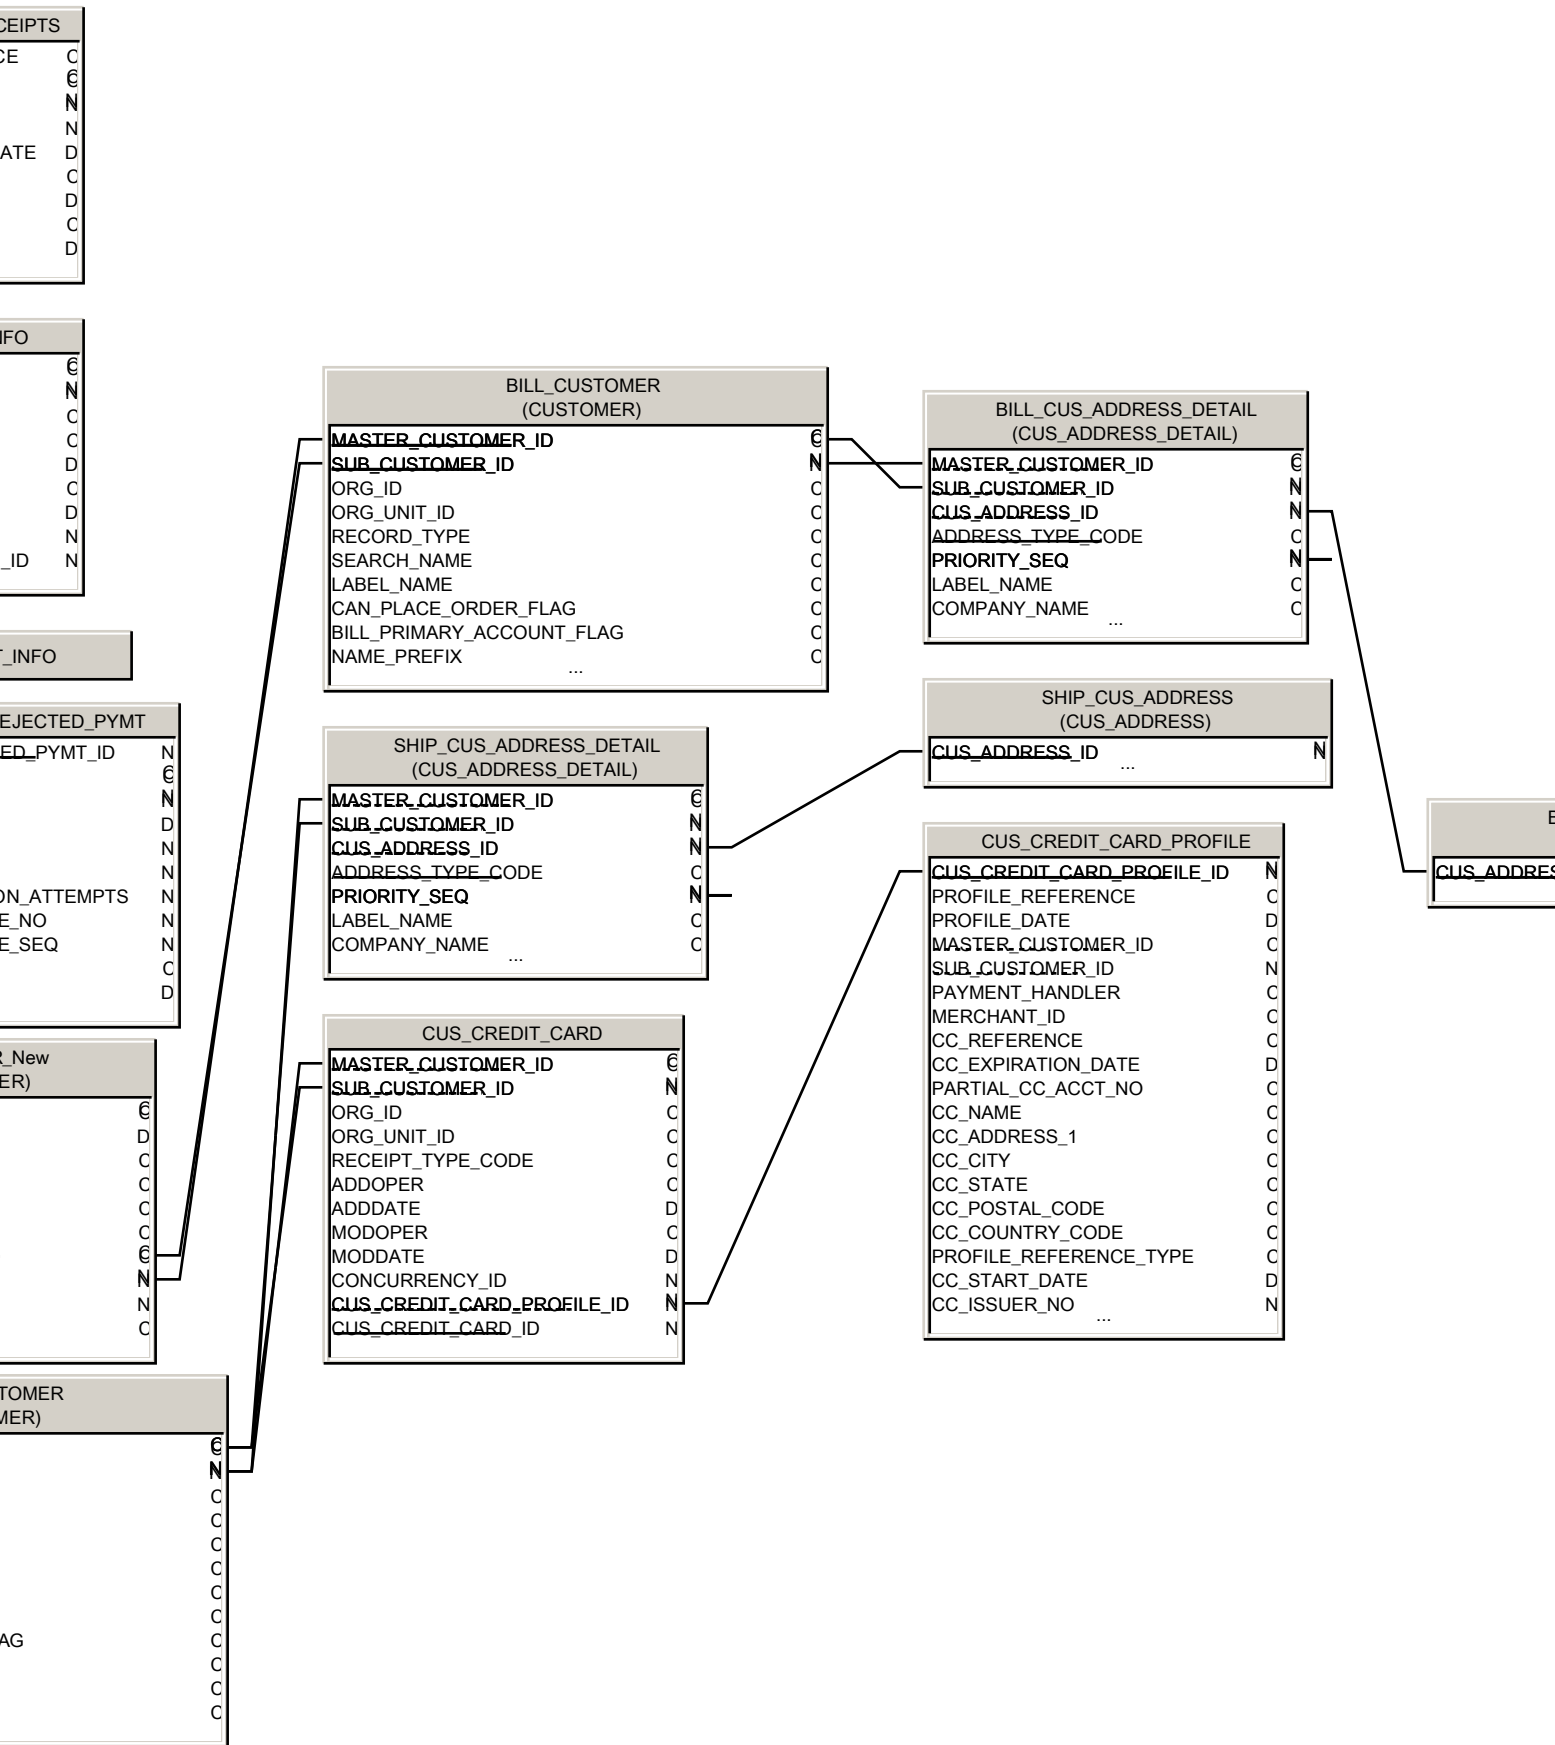 CEIPTS
CE C
C
N
N
ATE D
C
D
C
D
NFO
C
N
C
C
D
C
D
N
_ID N
T_INFO
EJECTED_PYMT
ED_PYMT_ID N
C
N
D
N
N
ON_ATTEMPTS N
E_NO N
E_SEQ N
C
D
R_New
ER)
C
D
C
C
C
C
C
N
N
C
TOMER
MER)
C
N
C
C
C
C
C
C
AG C
C
C
C
BILL_CUSTOMER
(CUSTOMER)
MASTER_CUSTOMER_ID C
SUB_CUSTOMER_ID N
ORG_ID C
ORG_UNIT_ID C
RECORD_TYPE C
SEARCH_NAME C
LABEL_NAME C
CAN_PLACE_ORDER_FLAG C
BILL_PRIMARY_ACCOUNT_FLAG C
NAME_PREFIX C
...
SHIP_CUS_ADDRESS_DETAIL
(CUS_ADDRESS_DETAIL)
MASTER_CUSTOMER_ID C
SUB_CUSTOMER_ID N
CUS_ADDRESS_ID N
ADDRESS_TYPE_CODE C
PRIORITY_SEQ N
LABEL_NAME C
COMPANY_NAME C
...
CUS_CREDIT_CARD
MASTER_CUSTOMER_ID C
SUB_CUSTOMER_ID N
ORG_ID C
ORG_UNIT_ID C
RECEIPT_TYPE_CODE C
ADDOPER C
ADDDATE D
MODOPER C
MODDATE D
CONCURRENCY_ID N
CUS_CREDIT_CARD_PROFILE_ID N
CUS_CREDIT_CARD_ID N
BILL_CUS_ADDRESS_DETAIL
(CUS_ADDRESS_DETAIL)
MASTER_CUSTOMER_ID C
SUB_CUSTOMER_ID N
CUS_ADDRESS_ID N
ADDRESS_TYPE_CODE C
PRIORITY_SEQ N
LABEL_NAME C
COMPANY_NAME C
...
SHIP_CUS_ADDRESS
(CUS_ADDRESS)
CUS_ADDRESS_ID N
...
CUS_CREDIT_CARD_PROFILE
CUS_CREDIT_CARD_PROFILE_ID N
PROFILE_REFERENCE C
PROFILE_DATE D
MASTER_CUSTOMER_ID C
SUB_CUSTOMER_ID N
PAYMENT_HANDLER C
MERCHANT_ID C
CC_REFERENCE C
CC_EXPIRATION_DATE D
PARTIAL_CC_ACCT_NO C
CC_NAME C
CC_ADDRESS_1 C
CC_CITY C
CC_STATE C
CC_POSTAL_CODE C
CC_COUNTRY_CODE C
PROFILE_REFERENCE_TYPE C
CC_START_DATE D
CC_ISSUER_NO N
...
CUS_ADDRES